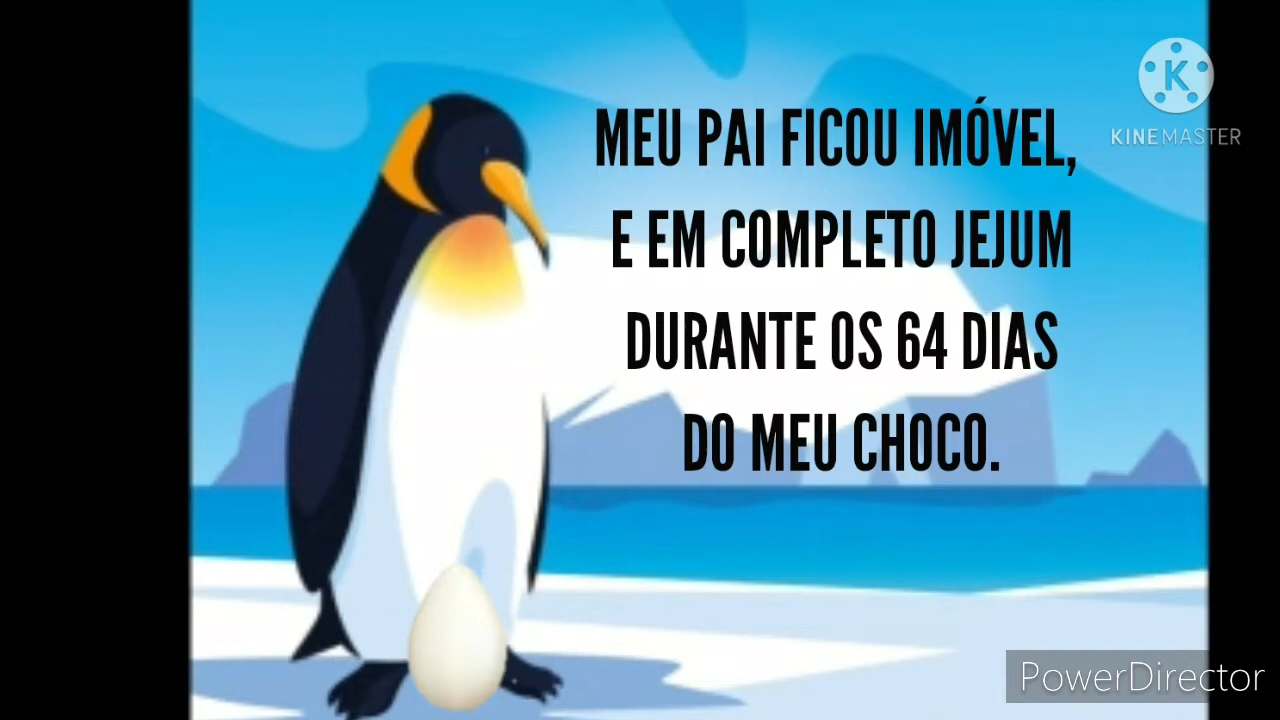 MEU PAI FICOU IMÓVEL,
E EM COMPLETO JEJUM
DURANTE OS 64 DIAS
DO MEU CHOCO.
K
KINEMASTER
PowerDirector